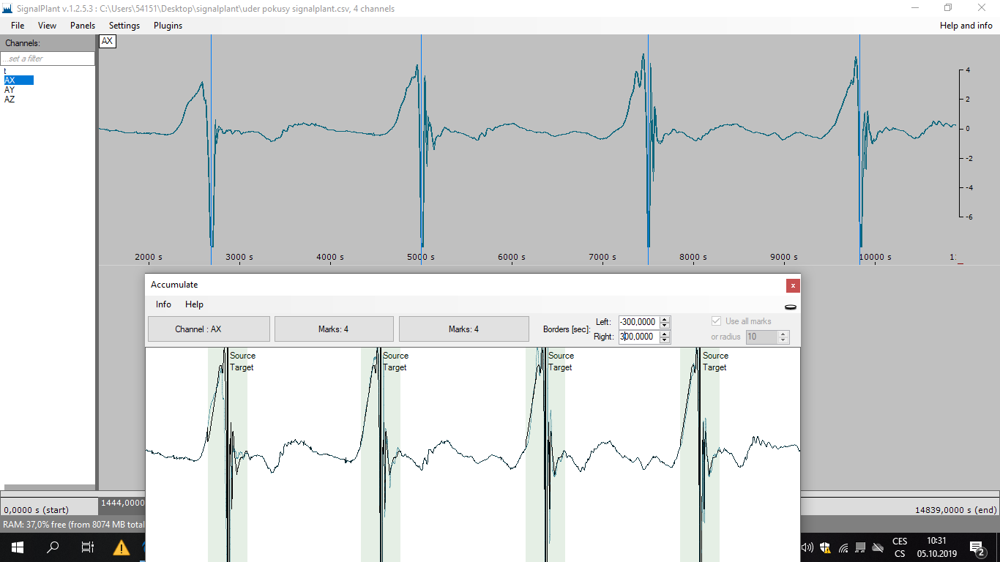 SignalPlant v.1.2.5.3 : C:\Users\54151\Desktop\signalplant\uder pokusy signalplant.csv, 4 channels
File View Panels Settings Plugins Help and info
Channels:
...set a filter
t
AX
AY
AZ
AX
4
2
0
-2
-4
-6
2000 s 3000 s 4000 s 5000 s 6000 s 7000 s 8000 s 9000 s 10000 s 1:
Accumulate
x
Info Help
Channel : AX Marks: 4 Marks: 4 Borders [sec]:
Left: -300,0000
Right: 300,0000
Use all marks
or radius 10
Source Source Source Source
Target Target Target Target
0,0000 s (start) 1444,0000 14839,0000 s (end)
RAM: 37,0% free (from 8074 MB total
CES
CS
10:31
05.10.2019
2